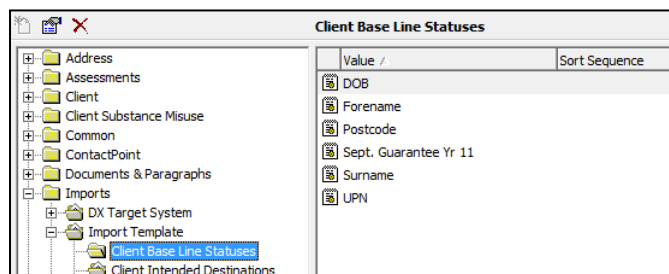 Client Base Line Statuses
Address
Assessments
Client
Client Substance Misuse
Common
ContactPoint
Documents & Paragraphs
Imports
DX Target System
Import Template
Client Base Line Statuses
Client Intended Destinations
Value Sort Sequence
DOB
Forename
Postcode
Sept. Guarantee Yr 11
Surname
UPN